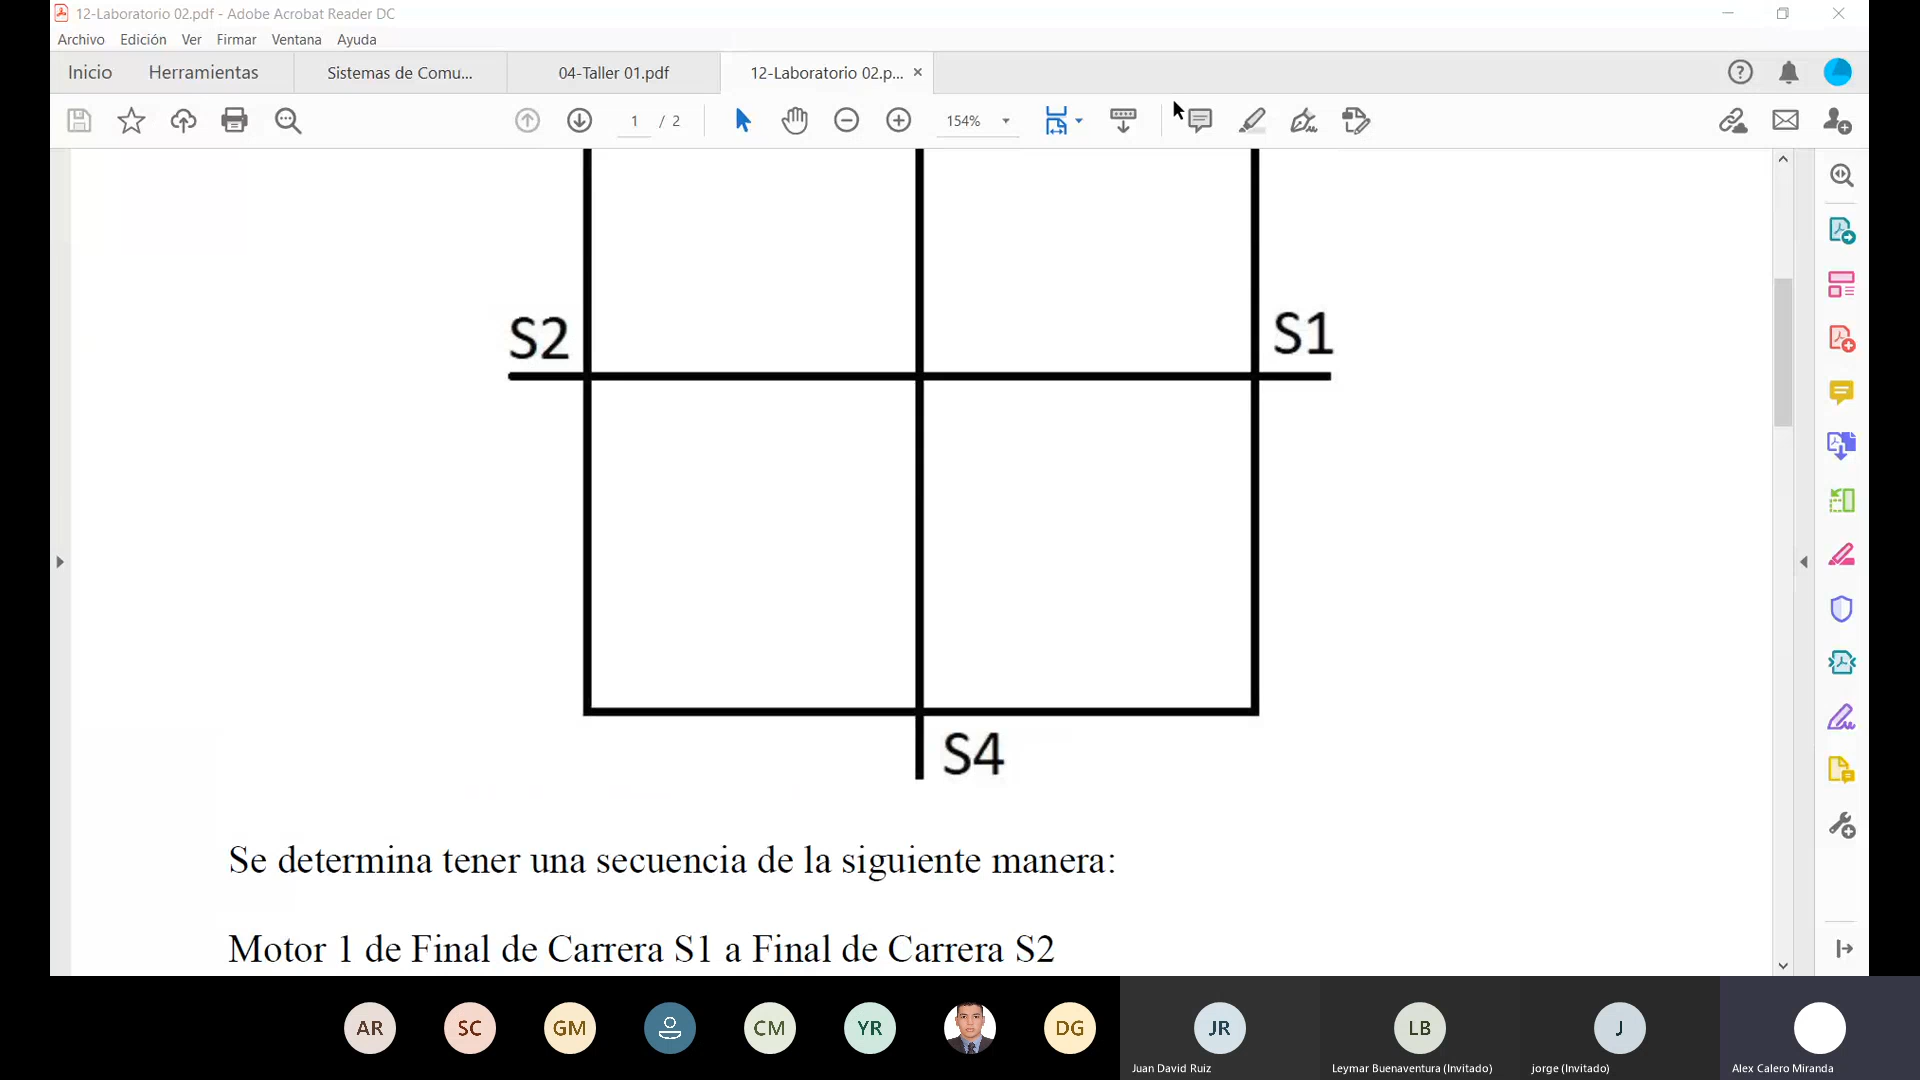 12-Laboratorio 02.pdf - Adobe Acrobat Reader DC
Archivo Edición Ver Firmar Ventana Ayuda
Inicio Herramientas Sistemas de Comu... 04-Taller 01.pdf 12-Laboratorio 02.p... ×
1 / 2 154%
S2 S1
S4
Se determina tener una secuencia de la siguiente manera:
Motor 1 de Final de Carrera S1 a Final de Carrera S2
AR SC GM CM YR DG JR LB J
Juan David Ruiz Leymar Buenaventura (Invitado) jorge (Invitado) Alex Calero Miranda